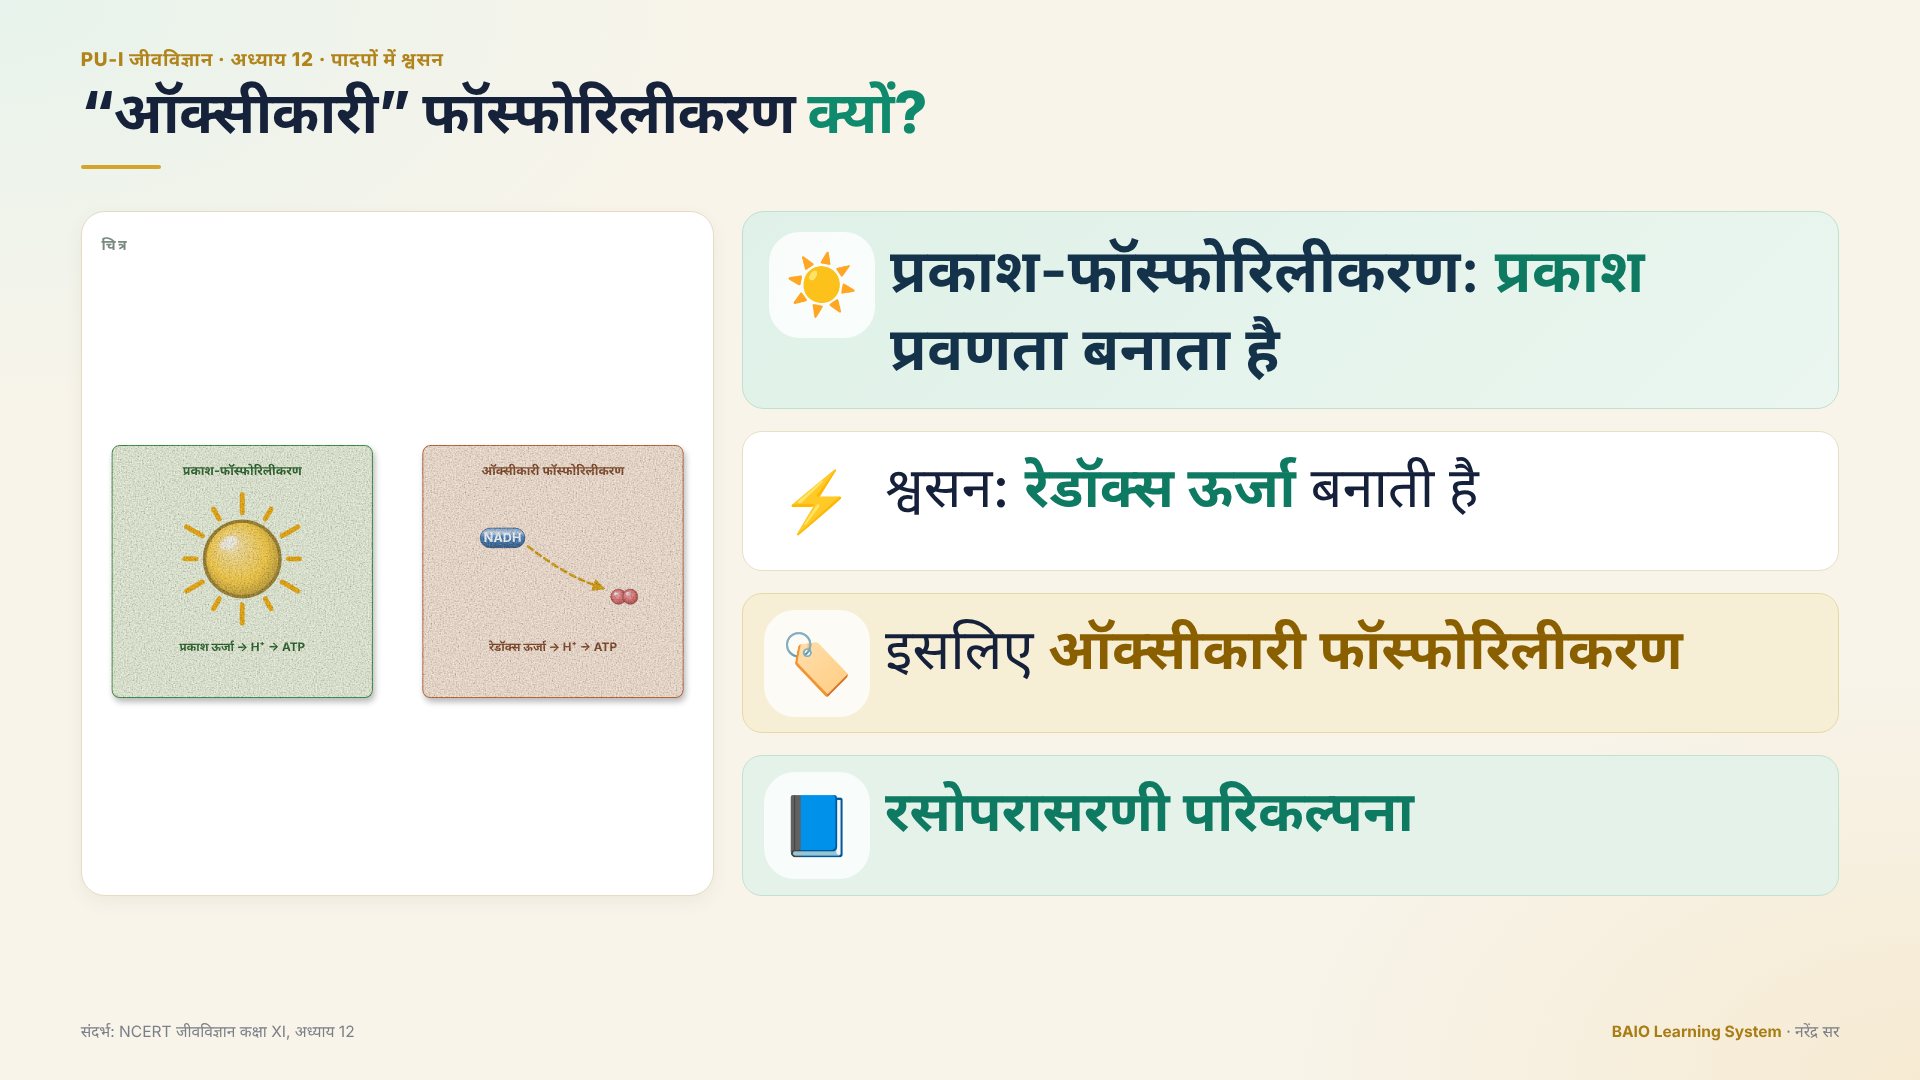 PU-I जीवविज्ञान · अध्याय 12 · पादपों में श्वसन
“ऑक्सीकारी” फॉस्फोरिलीकरण क्यों?
चित्र
प्रकाश-फॉस्फोरिलीकरण
प्रकाश ऊर्जा → H⁺ → ATP
ऑक्सीकारी फॉस्फोरिलीकरण
NADH
रेडॉक्स ऊर्जा → H⁺ → ATP
प्रकाश-फॉस्फोरिलीकरण: प्रकाश
प्रवणता बनाता है
श्वसन: रेडॉक्स ऊर्जा बनाती है
इसलिए ऑक्सीकारी फॉस्फोरिलीकरण
रसोपरासरणी परिकल्पना
संदर्भ: NCERT जीवविज्ञान कक्षा XI, अध्याय 12
BAIO Learning System · नरेंद्र सर